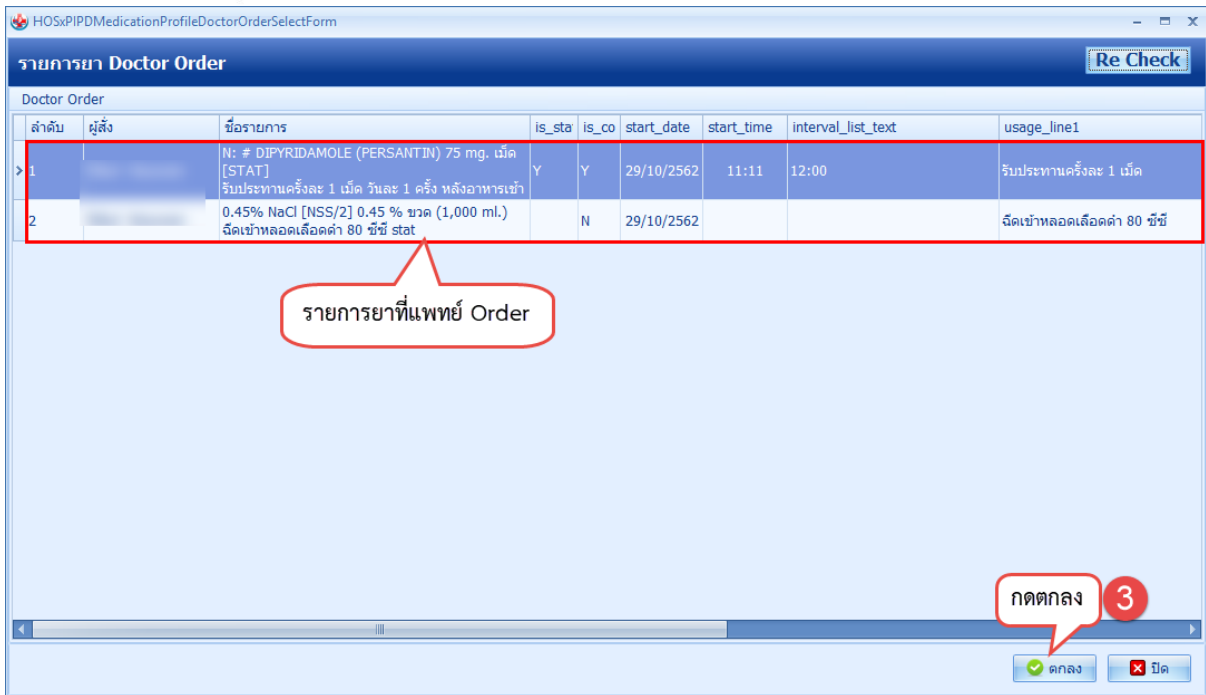 HOSxPIPDMedicationProfileDoctorOrderSelectForm
รายการยา Doctor Order
Re Check
Doctor Order
ลำดับ ผู้สั่ง ชื่อรายการ is_sta is_co start_date start_time interval_list_text usage_line1
N: # DIPYRIDAMOLE (PERSANTIN) 75 mg. เม็ด
1 [STAT] Y Y 29/10/2562 11:11 12:00 รับประทานครั้งละ 1 เม็ด
รับประทานครั้งละ 1 เม็ด วันละ 1 ครั้ง หลังอาหารเช้า
2 0.45% NaCl [NSS/2] 0.45 % ขวด (1,000 ml.) N 29/10/2562 ฉีดเข้าหลอดเลือดดำ 80 ซีซี
ฉีดเข้าหลอดเลือดดำ 80 ซีซี stat
รายการยาที่แพทย์ Order
กดตกลง 3
ตกลง ปิด